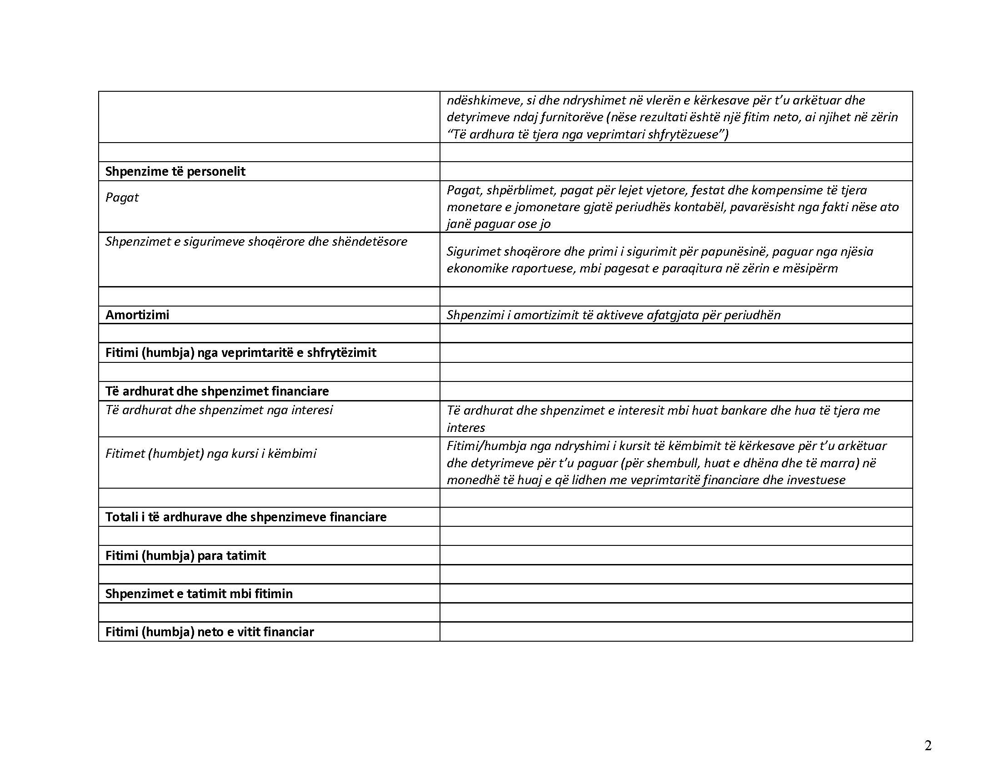 ndëshkimeve, si dhe ndryshimet në vlerën e kërkesave për t’u arkëtuar dhe
detyrimeve ndaj furnitorëve (nëse rezultati është një fitim neto, ai njihet në zërin
“Të ardhura të tjera nga veprimtari shfrytëzuese”)
Shpenzime të personelit
Pagat
Pagat, shpërblimet, pagat për lejet vjetore, festat dhe kompensime të tjera
monetare e jomonetare gjatë periudhës kontabël, pavarësisht nga fakti nëse ato
janë paguar ose jo
Shpenzimet e sigurimeve shoqërore dhe shëndetësore
Sigurimet shoqërore dhe primi i sigurimit për papunësinë, paguar nga njësia
ekonomike raportuese, mbi pagesat e paraqitura në zërin e mësipërm
Amortizimi
Shpenzimi i amortizimit të aktiveve afatgjata për periudhën
Fitimi (humbja) nga veprimtaritë e shfrytëzimit
Të ardhurat dhe shpenzimet financiare
Të ardhurat dhe shpenzimet nga interesi
Të ardhurat dhe shpenzimet e interesit mbi huat bankare dhe hua të tjera me
interes
Fitimet (humbjet) nga kursi i këmbimi
Fitimi/humbja nga ndryshimi i kursit të këmbimit të kërkesave për t’u arkëtuar
dhe detyrimeve për t’u paguar (për shembull, huat e dhëna dhe të marra) në
monedhë të huaj e që lidhen me veprimtaritë financiare dhe investuese
Totali i të ardhurave dhe shpenzimeve financiare
Fitimi (humbja) para tatimit
Shpenzimet e tatimit mbi fitimin
Fitimi (humbja) neto e vitit financiar
2